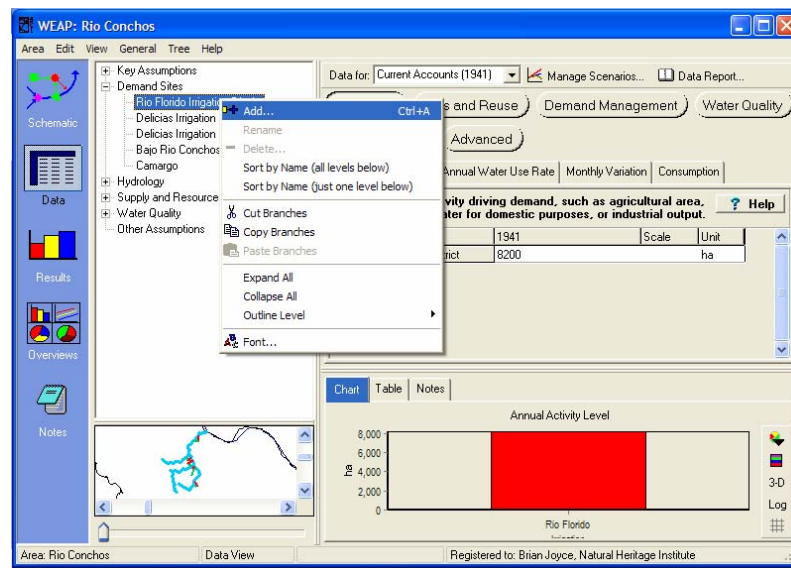 WEAP: Rio Conchos
Area Edit View General Tree Help
Schematic
Data
Results
Overviews
Notes
Key Assumptions
Demand Sites
Rio Florido Irrigation
Delicias Irrigation
Delicias Irrigation
Bajo Rio Conchos
Camargo
Hydrology
Supply and Resource
Water Quality
Other Assumptions
Add... Ctrl+A
Rename
Delete...
Sort by Name (all levels below)
Sort by Name (just one level below)
Cut Branches
Copy Branches
Paste Branches
Expand All
Collapse All
Outline Level
Font...
Data for: Current Accounts (1941) Manage Scenarios... Data Report...
s and Reuse Demand Management Water Quality
Advanced
Annual Water Use Rate Monthly Variation Consumption
vity driving demand, such as agricultural area,
ater for domestic purposes, or industrial output.
Help
1941 Scale Unit
rict 8200 ha
Chart Table Notes
Annual Activity Level
8,000
6,000
4,000
2,000
0
ha
Rio Florido
3-D
Log
Area: Rio Conchos Data View Registered to: Brian Joyce, Natural Heritage Institute